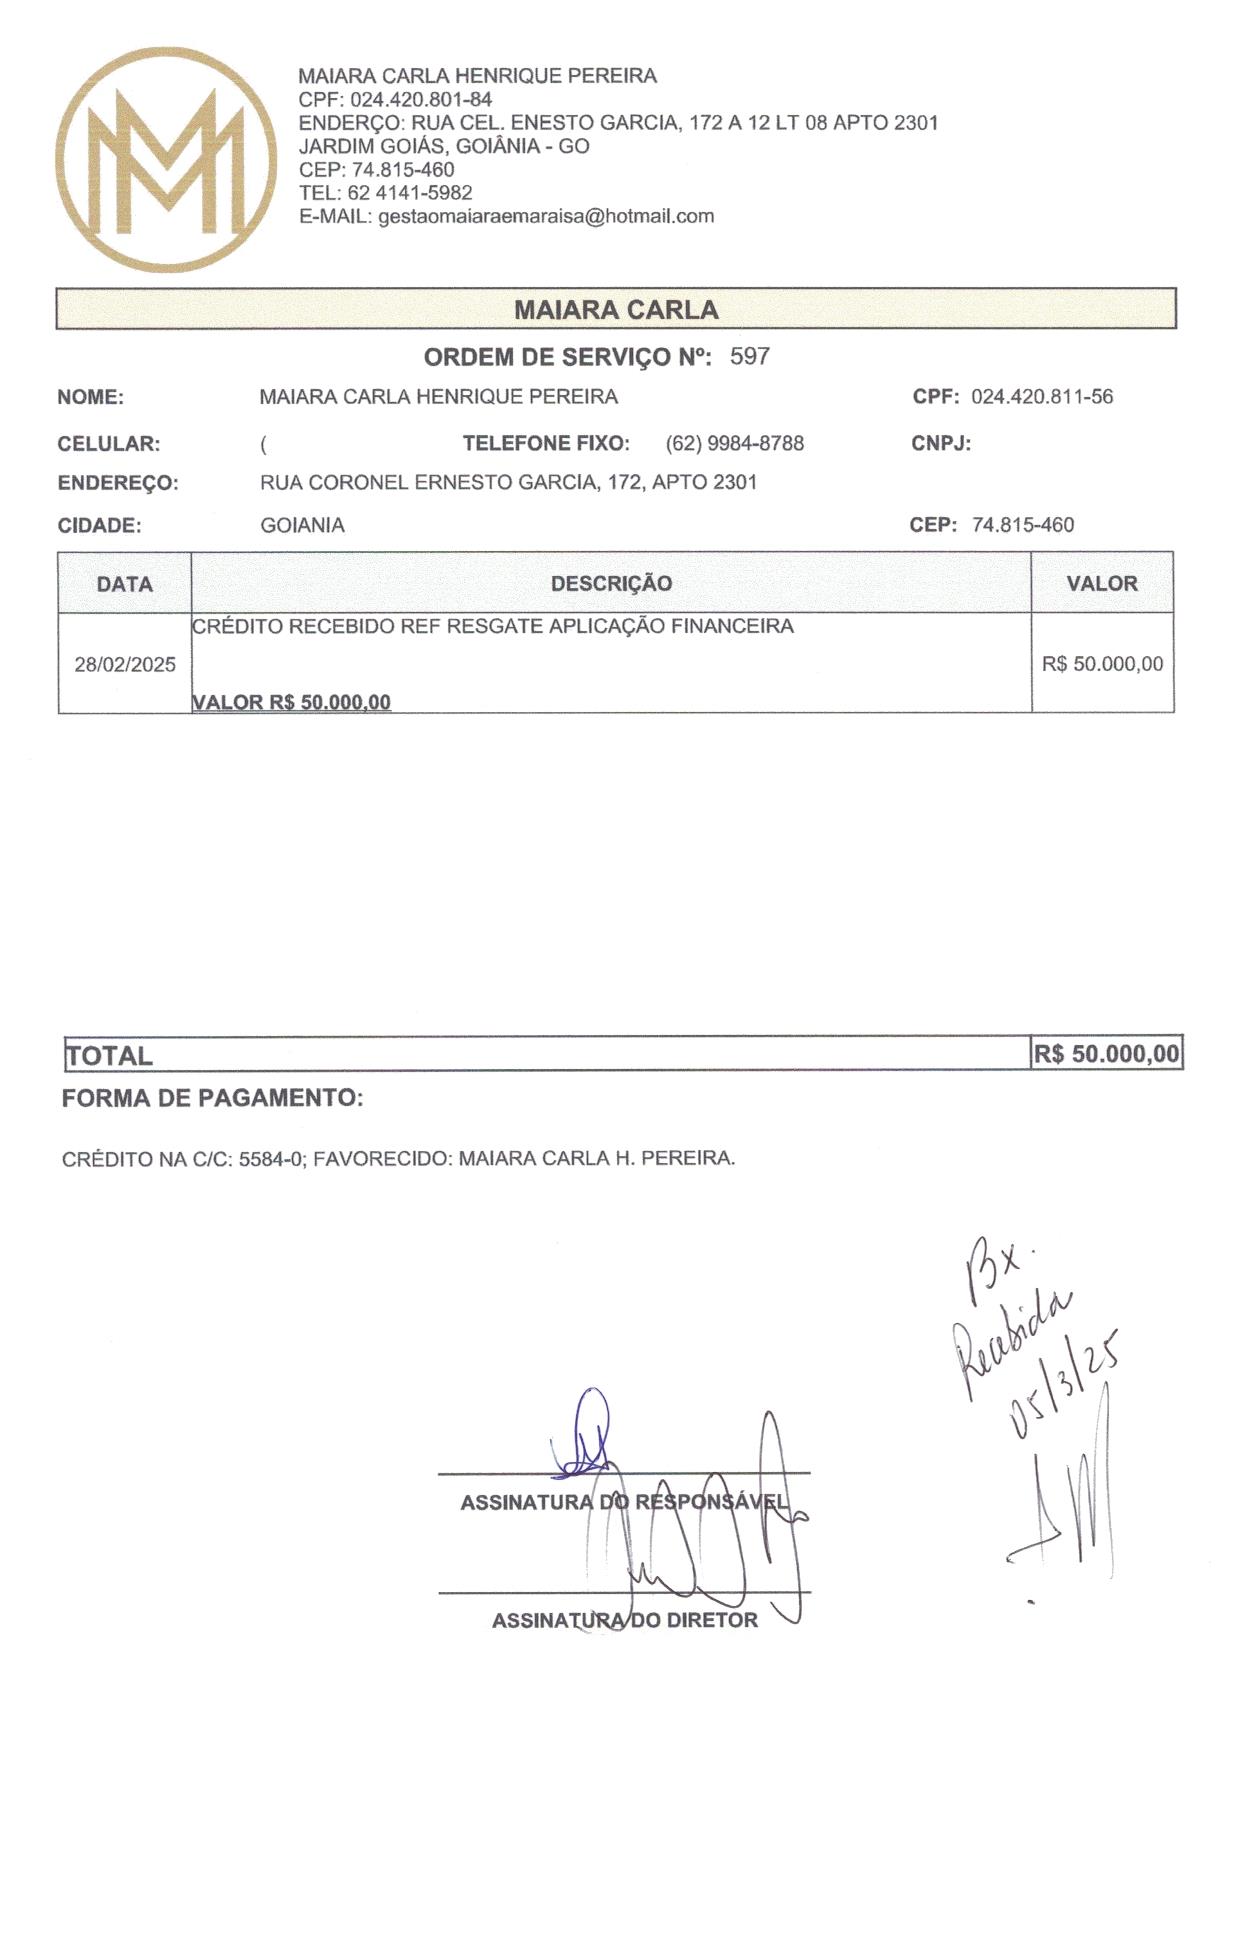 MAIARA CARLA HENRIQUE PEREIRA
CPF: 024.420.801-84
ENDERÇO: RUA CEL. ENESTO GARCIA, 172 A 12 LT 08 APTO 2301
JARDIM GOIÁS, GOIÂNIA - GO
CEP: 74.815-460
TEL: 62 4141-5982
E-MAIL: gestaomaiaraemaraisa@hotmail.com
MAIARA CARLA
ORDEM DE SERVIÇO Nº: 597
NOME: MAIARA CARLA HENRIQUE PEREIRA CPF: 024.420.811-56
CELULAR: ( TELEFONE FIXO: (62) 9984-8788 CNPJ:
ENDEREÇO: RUA CORONEL ERNESTO GARCIA, 172, APTO 2301
CIDADE: GOIANIA CEP: 74.815-460
DATA DESCRIÇÃO VALOR
CRÉDITO RECEBIDO REF RESGATE APLICAÇÃO FINANCEIRA
28/02/2025 R$ 50.000,00
VALOR R$ 50.000,00
TOTAL R$ 50.000,00
FORMA DE PAGAMENTO:
CRÉDITO NA C/C: 5584-0; FAVORECIDO: MAIARA CARLA H. PEREIRA.
Bx.
Recebida
05/3/25
ASSINATURA DO RESPONSÁVEL
ASSINATURA DO DIRETOR